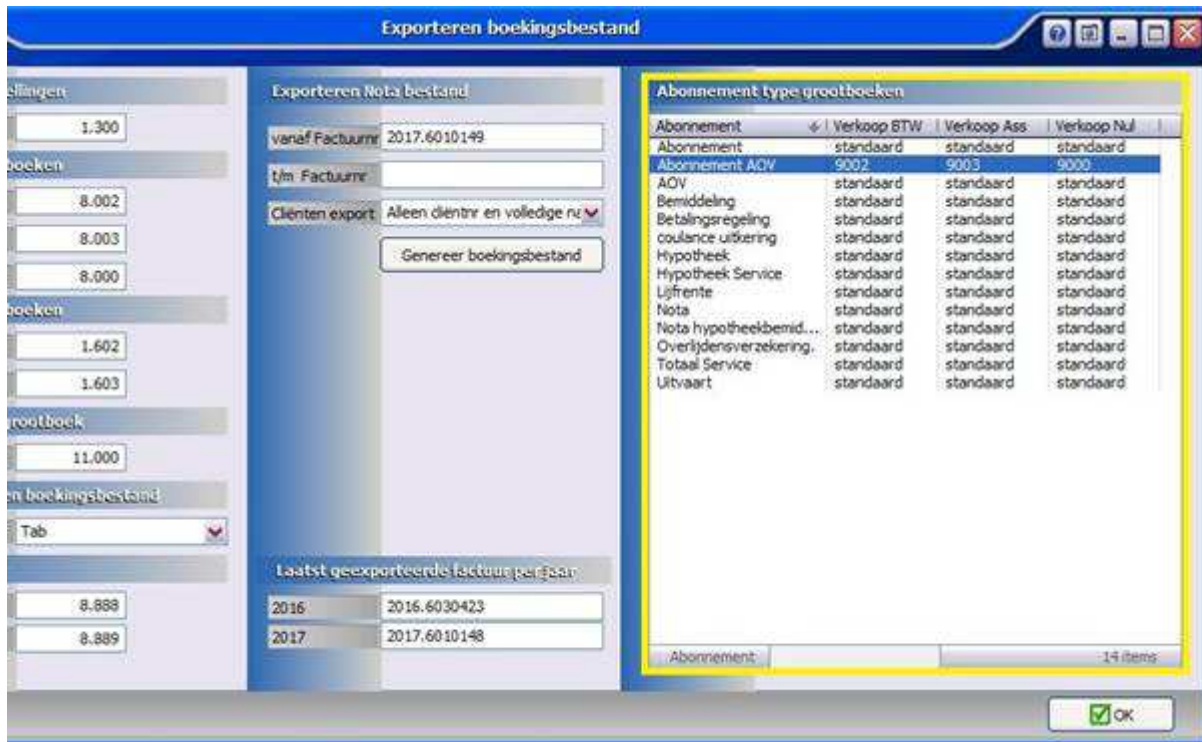 Exporteren boekingsbestand
ellingen
1.300
boeken
8.002
8.003
8.000
boeken
1.602
1.603
grootboek
11.000
en boekingsbestand
Tab
8.888
8.889
Exporteren Nota bestand
vanaf Factuurnr 2017.6010149
t/m Factuurnr
Cliënten export Alleen cliëntnr en volledige na
Genereer boekingsbestand
Laatst geexporteerde factuur per jaar
2016 2016.6030423
2017 2017.6010148
Abonnement type grootboeken
Abonnement Verkoop BTW Verkoop Ass Verkoop Nul
Abonnement standaard standaard standaard
Abonnement AOV 9002 9003 9000
AOV standaard standaard standaard
Bemiddeling standaard standaard standaard
Betalingsregeling standaard standaard standaard
coulance uitkering standaard standaard standaard
Hypotheek standaard standaard standaard
Hypotheek Service standaard standaard standaard
Lijfrente standaard standaard standaard
Nota standaard standaard standaard
Nota hypotheekbemid... standaard standaard standaard
Overlijdensverzekering. standaard standaard standaard
Totaal Service standaard standaard standaard
Uitvaart standaard standaard standaard
Abonnement 14 items
OK